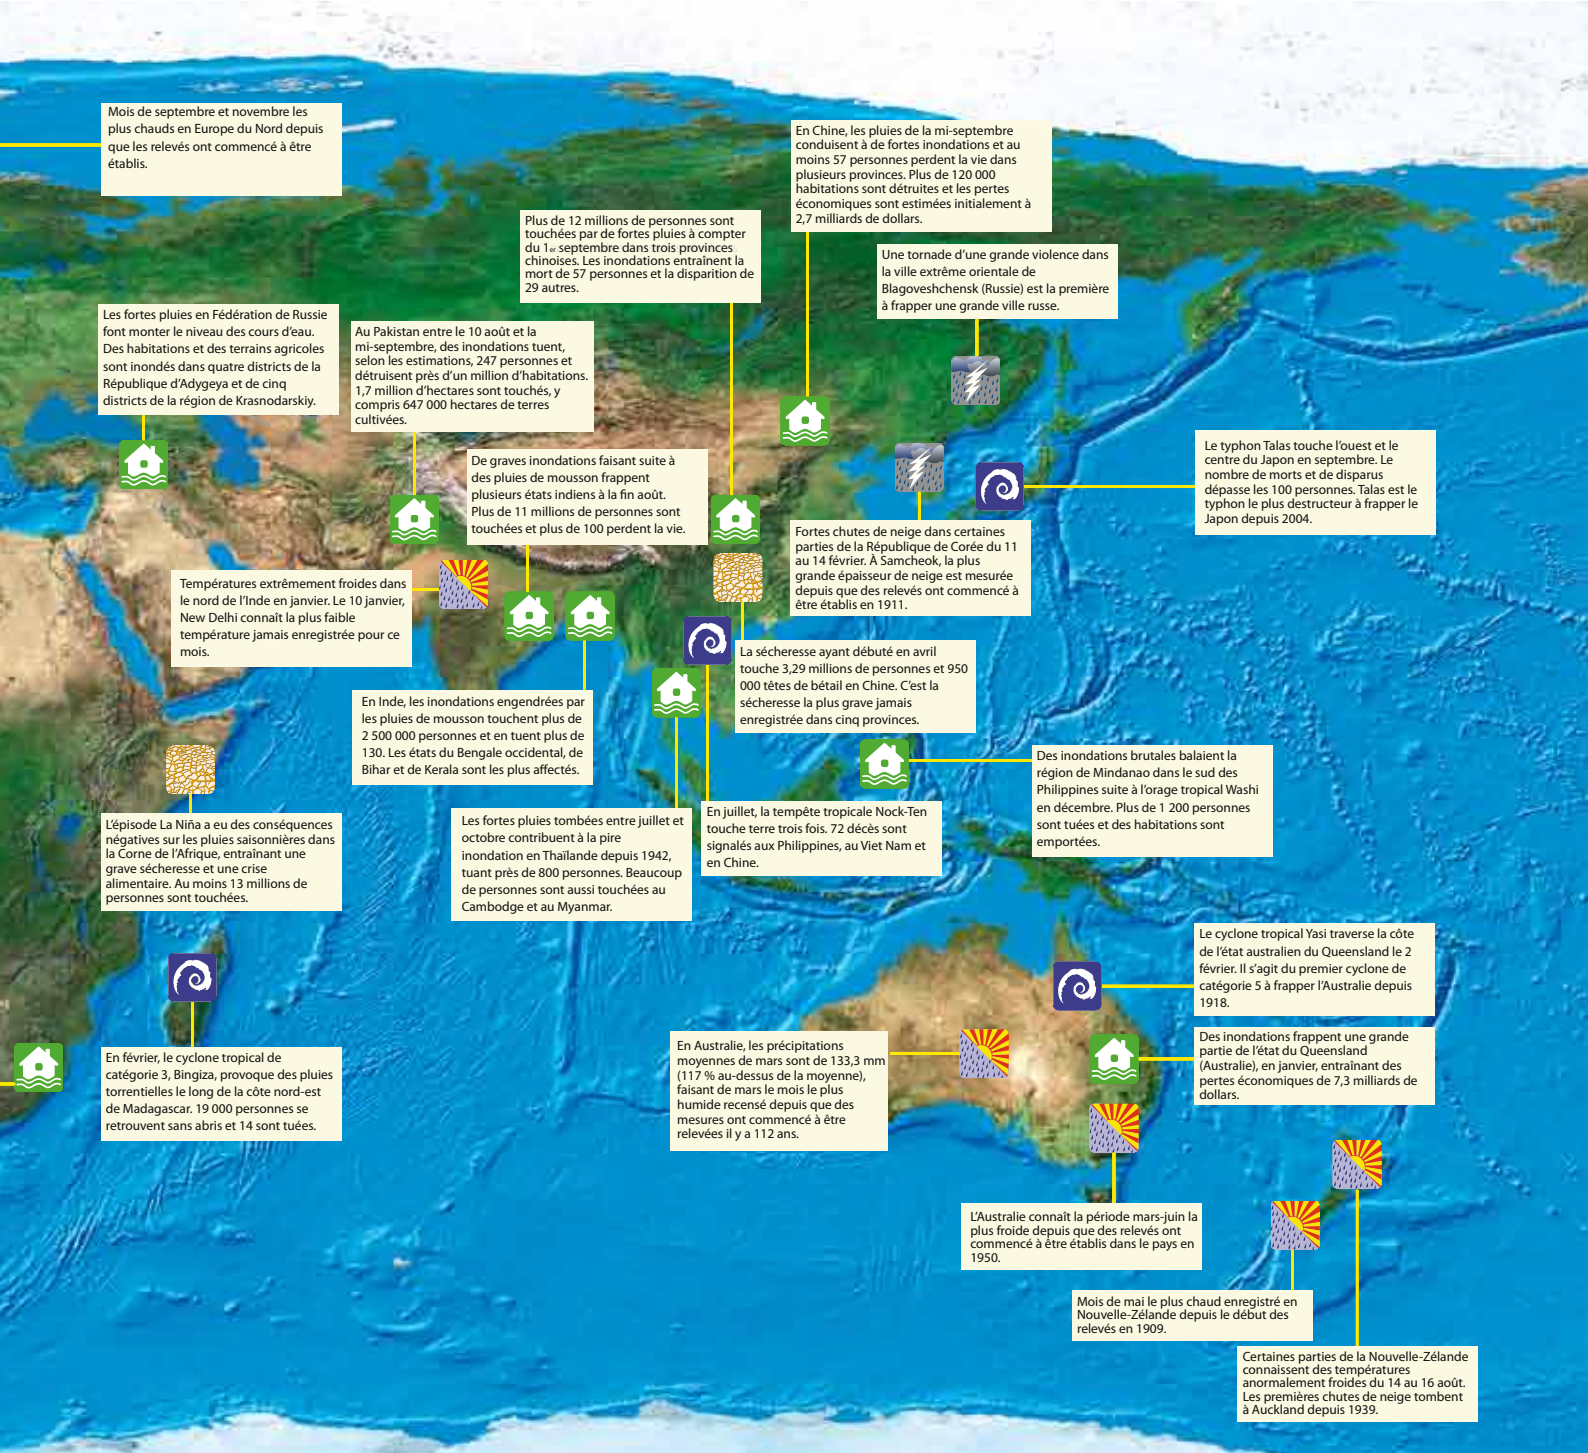 Mois de septembre et novembre les
plus chauds en Europe du Nord depuis
que les relevés ont commencé à être
établis.
En Chine, les pluies de la mi-septembre
conduisent à de fortes inondations et au
moins 57 personnes perdent la vie dans
plusieurs provinces. Plus de 120 000
habitations sont détruites et les pertes
économiques sont estimées initialement à
2,7 milliards de dollars.
Plus de 12 millions de personnes sont
touchées par de fortes pluies à compter
du 1er septembre dans trois provinces
chinoises. Les inondations entraînent la
mort de 57 personnes et la disparition de
29 autres.
Une tornade d'une grande violence dans
la ville extrême orientale de
Blagoveshchensk (Russie) est la première
à frapper une grande ville russe.
Les fortes pluies en Fédération de Russie
font monter le niveau des cours d'eau.
Des habitations et des terrains agricoles
sont inondés dans quatre districts de la
République d'Adygeya et de cinq
districts de la région de Krasnodarskiy.
Au Pakistan entre le 10 août et la
mi-septembre, des inondations tuent,
selon les estimations, 247 personnes et
détruisent près d'un million d'habitations.
1,7 million d'hectares sont touchés, y
compris 647 000 hectares de terres
cultivées.
De graves inondations faisant suite à
des pluies de mousson frappent
plusieurs états indiens à la fin août.
Plus de 11 millions de personnes sont
touchées et plus de 100 perdent la vie.
Le typhon Talas touche l'ouest et le
centre du Japon en septembre. Le
nombre de morts et de disparus
dépasse les 100 personnes. Talas est le
typhon le plus destructeur à frapper le
Japon depuis 2004.
Fortes chutes de neige dans certaines
parties de la République de Corée du 11
au 14 février. À Samcheok, la plus
grande épaisseur de neige est mesurée
depuis que des relevés ont commencé à
être établis en 1911.
Températures extrêmement froides dans
le nord de l'Inde en janvier. Le 10 janvier,
New Delhi connaît la plus faible
température jamais enregistrée pour ce
mois.
La sécheresse ayant débuté en avril
touche 3,29 millions de personnes et 950
000 têtes de bétail en Chine. C'est la
sécheresse la plus grave jamais
enregistrée dans cinq provinces.
En Inde, les inondations engendrées par
les pluies de mousson touchent plus de
2 500 000 personnes et en tuent plus de
130. Les états du Bengale occidental, de
Bihar et de Kerala sont les plus affectés.
Des inondations brutales balaient la
région de Mindanao dans le sud des
Philippines suite à l'orage tropical Washi
en décembre. Plus de 1 200 personnes
sont tuées et des habitations sont
emportées.
L'épisode La Niña a eu des conséquences
négatives sur les pluies saisonnières dans
la Corne de l'Afrique, entraînant une
grave sécheresse et une crise
alimentaire. Au moins 13 millions de
personnes sont touchées.
Les fortes pluies tombées entre juillet et
octobre contribuent à la pire
inondation en Thaïlande depuis 1942,
tuant près de 800 personnes. Beaucoup
de personnes sont aussi touchées au
Cambodge et au Myanmar.
En juillet, la tempête tropicale Nock-Ten
touche terre trois fois. 72 décès sont
signalés aux Philippines, au Viet Nam et
en Chine.
Le cyclone tropical Yasi traverse la côte
de l'état australien du Queensland le 2
février. Il s'agit du premier cyclone de
catégorie 5 à frapper l'Australie depuis
1918.
En février, le cyclone tropical de
catégorie 3, Bingiza, provoque des pluies
torrentielles le long de la côte nord-est
de Madagascar. 19 000 personnes se
retrouvent sans abris et 14 sont tuées.
En Australie, les précipitations
moyennes de mars sont de 133,3 mm
(117 % au-dessus de la moyenne),
faisant de mars le mois le plus
humide recensé depuis que des
mesures ont commencé à être
relevées il y a 112 ans.
Des inondations frappent une grande
partie de l'état du Queensland
(Australie), en janvier, entraînant des
pertes économiques de 7,3 milliards de
dollars.
L'Australie connaît la période mars-juin la
plus froide depuis que des relevés ont
commencé à être établis dans le pays en
1950.
Mois de mai le plus chaud enregistré en
Nouvelle-Zélande depuis le début des
relevés en 1909.
Certaines parties de la Nouvelle-Zélande
connaissent des températures
anormalement froides du 14 au 16 août.
Les premières chutes de neige tombent
à Auckland depuis 1939.